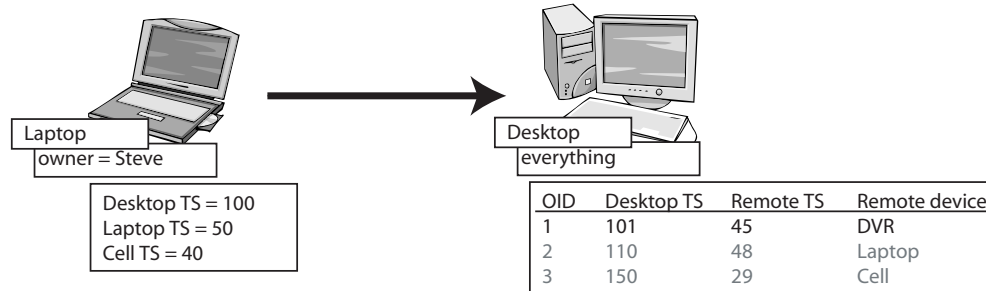 Laptop
owner = Steve
Desktop TS = 100
Laptop TS = 50
Cell TS = 40
Desktop
everything
OID Desktop TS Remote TS Remote device
1 101 45 DVR
2 110 48 Laptop
3 150 29 Cell